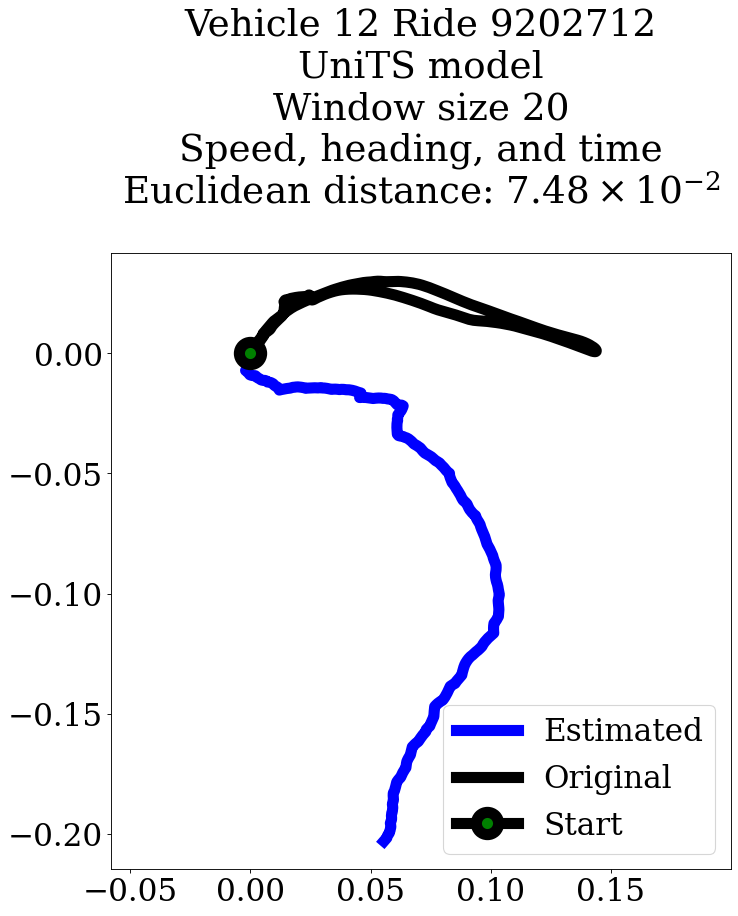 Vehicle 12 Ride 9202712
UniTS model
Window size 20
Speed, heading, and time
Euclidean distance: 7.48 × 10⁻²
0.00
−0.05
−0.10
−0.15
−0.20
Estimated
Original
Start
−0.05 0.00 0.05 0.10 0.15